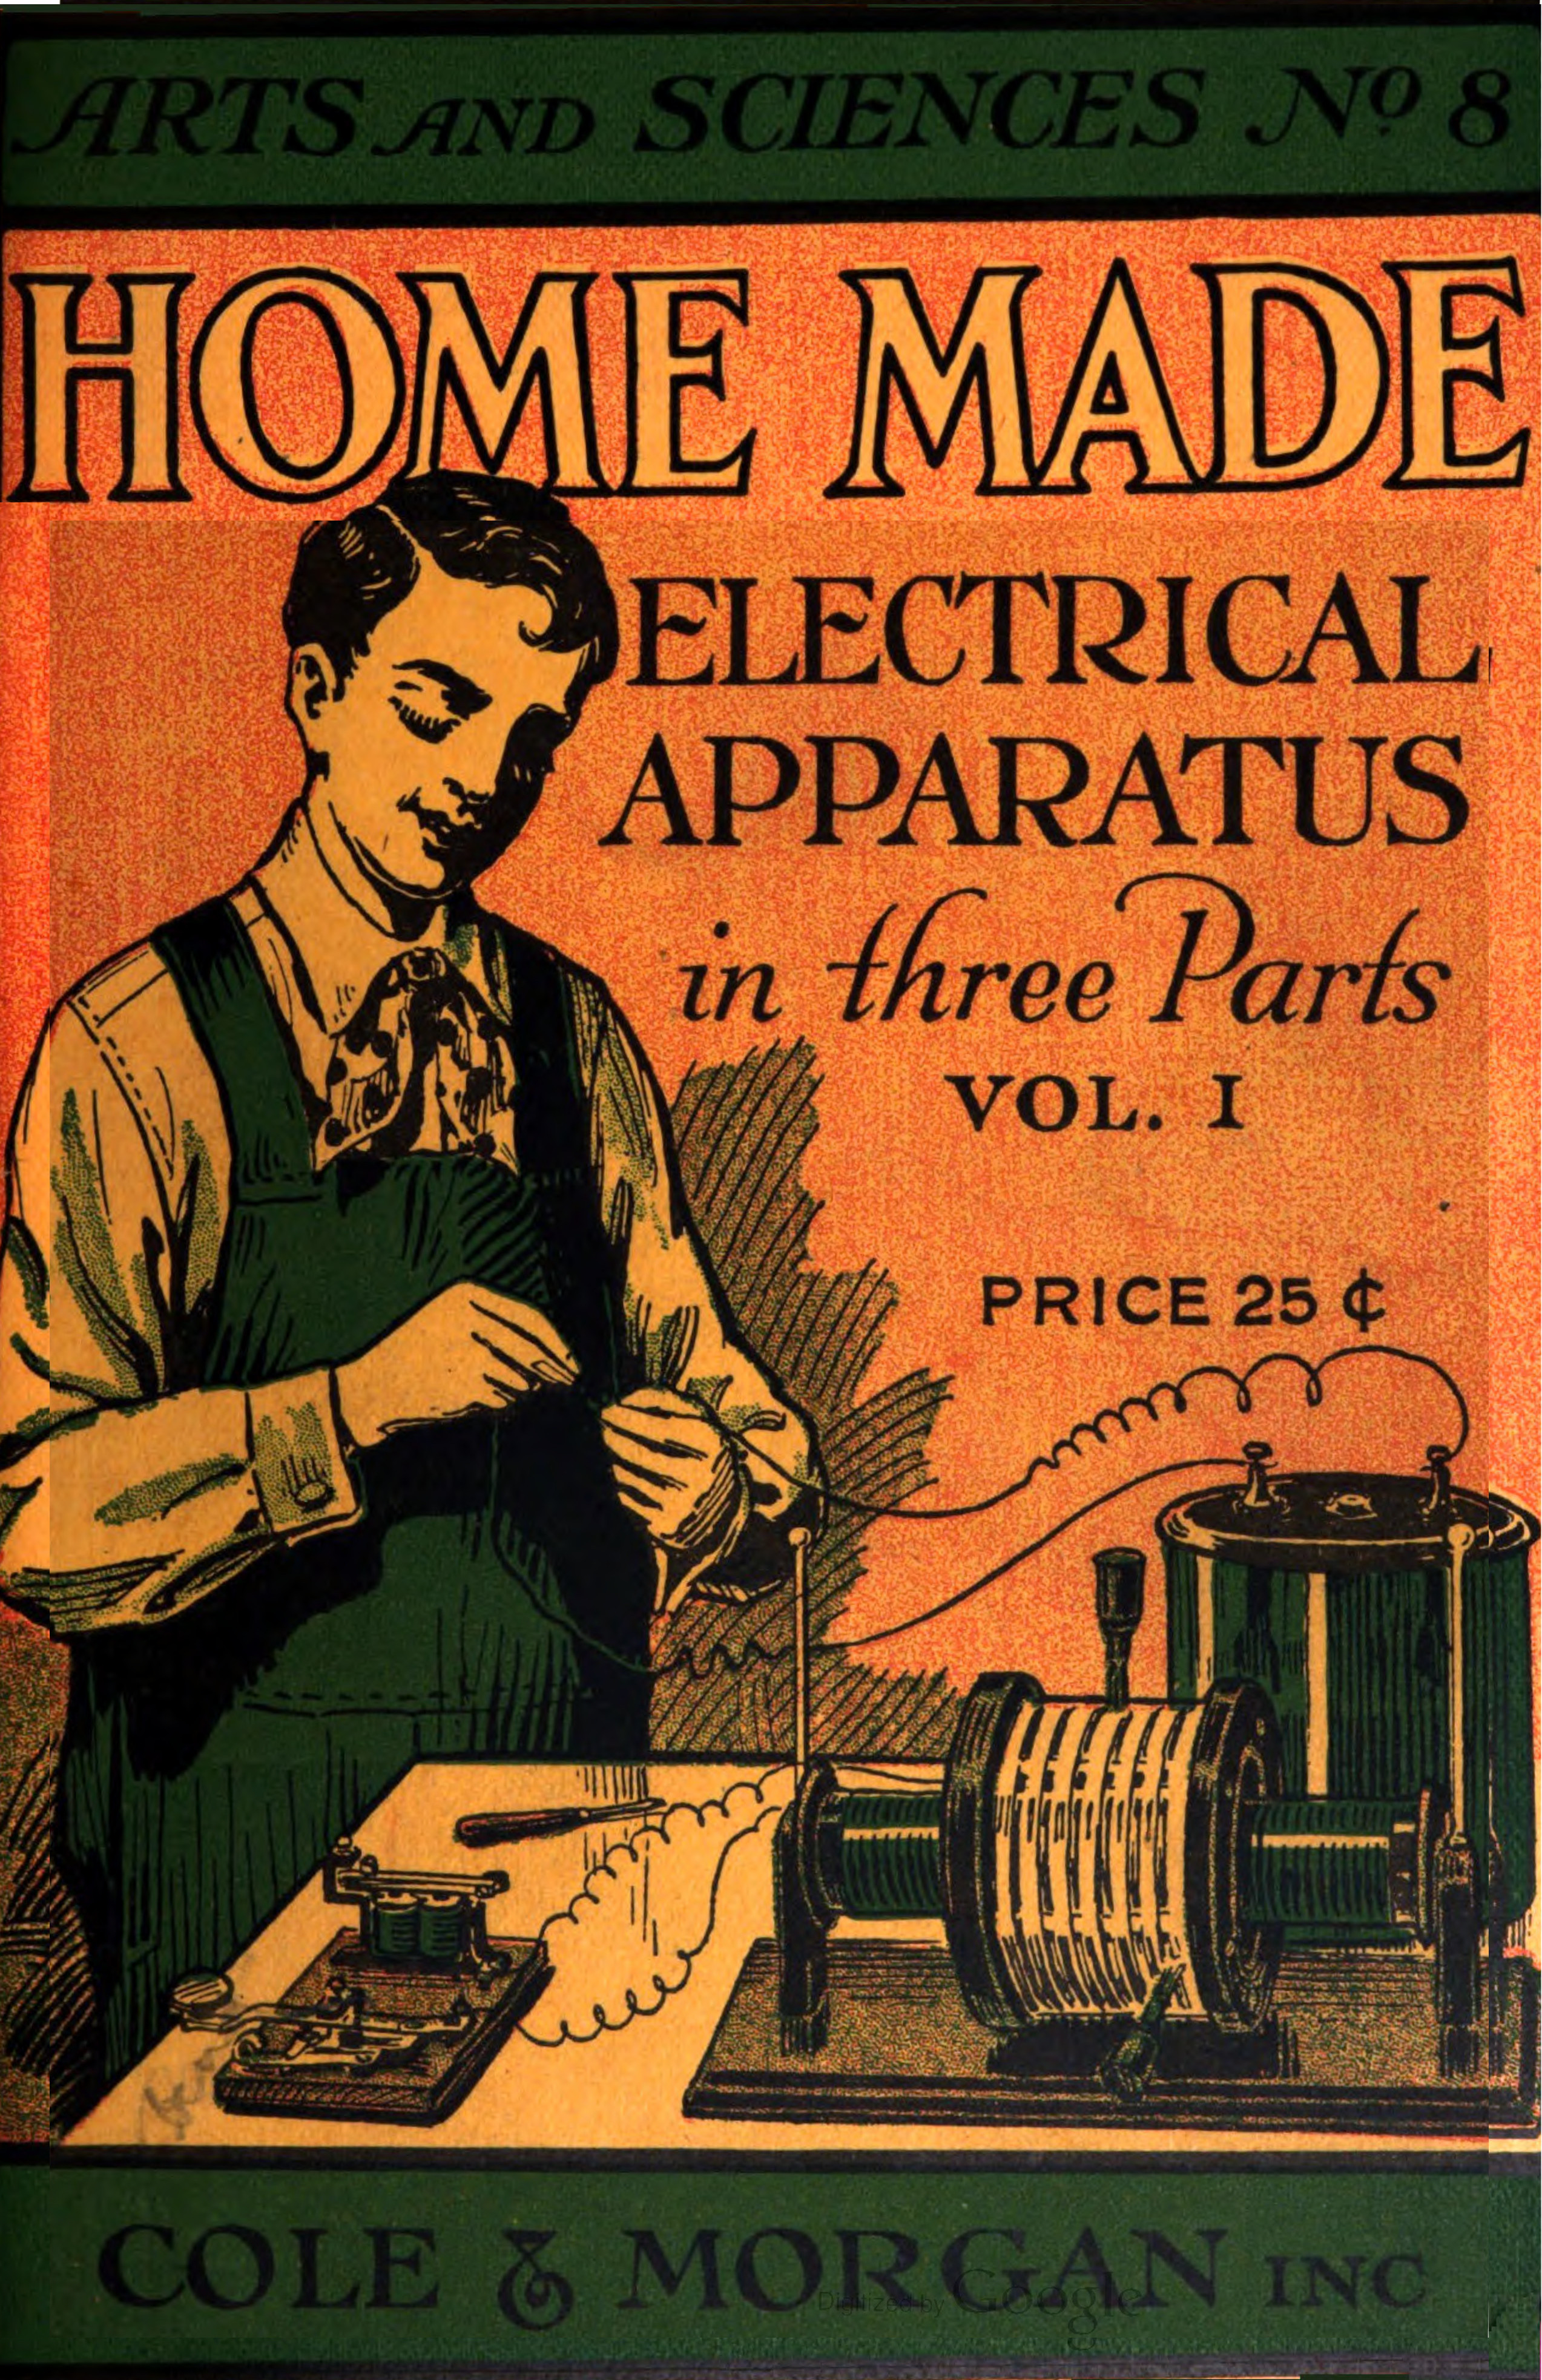 ARTS AND SCIENCES Nº 8
HOME MADE
ELECTRICAL
APPARATUS
in three Parts
VOL. I
PRICE 25 ¢
COLE & MORGAN INC
Digitized by Google